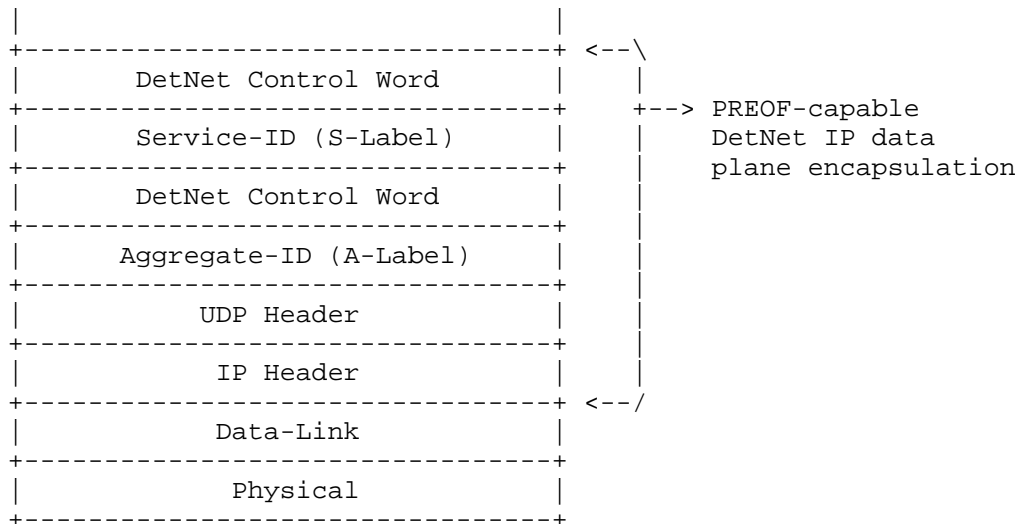 |                                 |
+---------------------------------+ <--\
|       DetNet Control Word       |    |
+---------------------------------+    +--> PREOF-capable
|       Service-ID (S-Label)      |    |    DetNet IP data
+---------------------------------+    |    plane encapsulation
|       DetNet Control Word       |    |
+---------------------------------+    |
|      Aggregate-ID (A-Label)     |    |
+---------------------------------+    |
|           UDP Header            |    |
+---------------------------------+    |
|            IP Header            |    |
+---------------------------------+ <--/
|            Data-Link            |
+---------------------------------+
|             Physical            |
+---------------------------------+